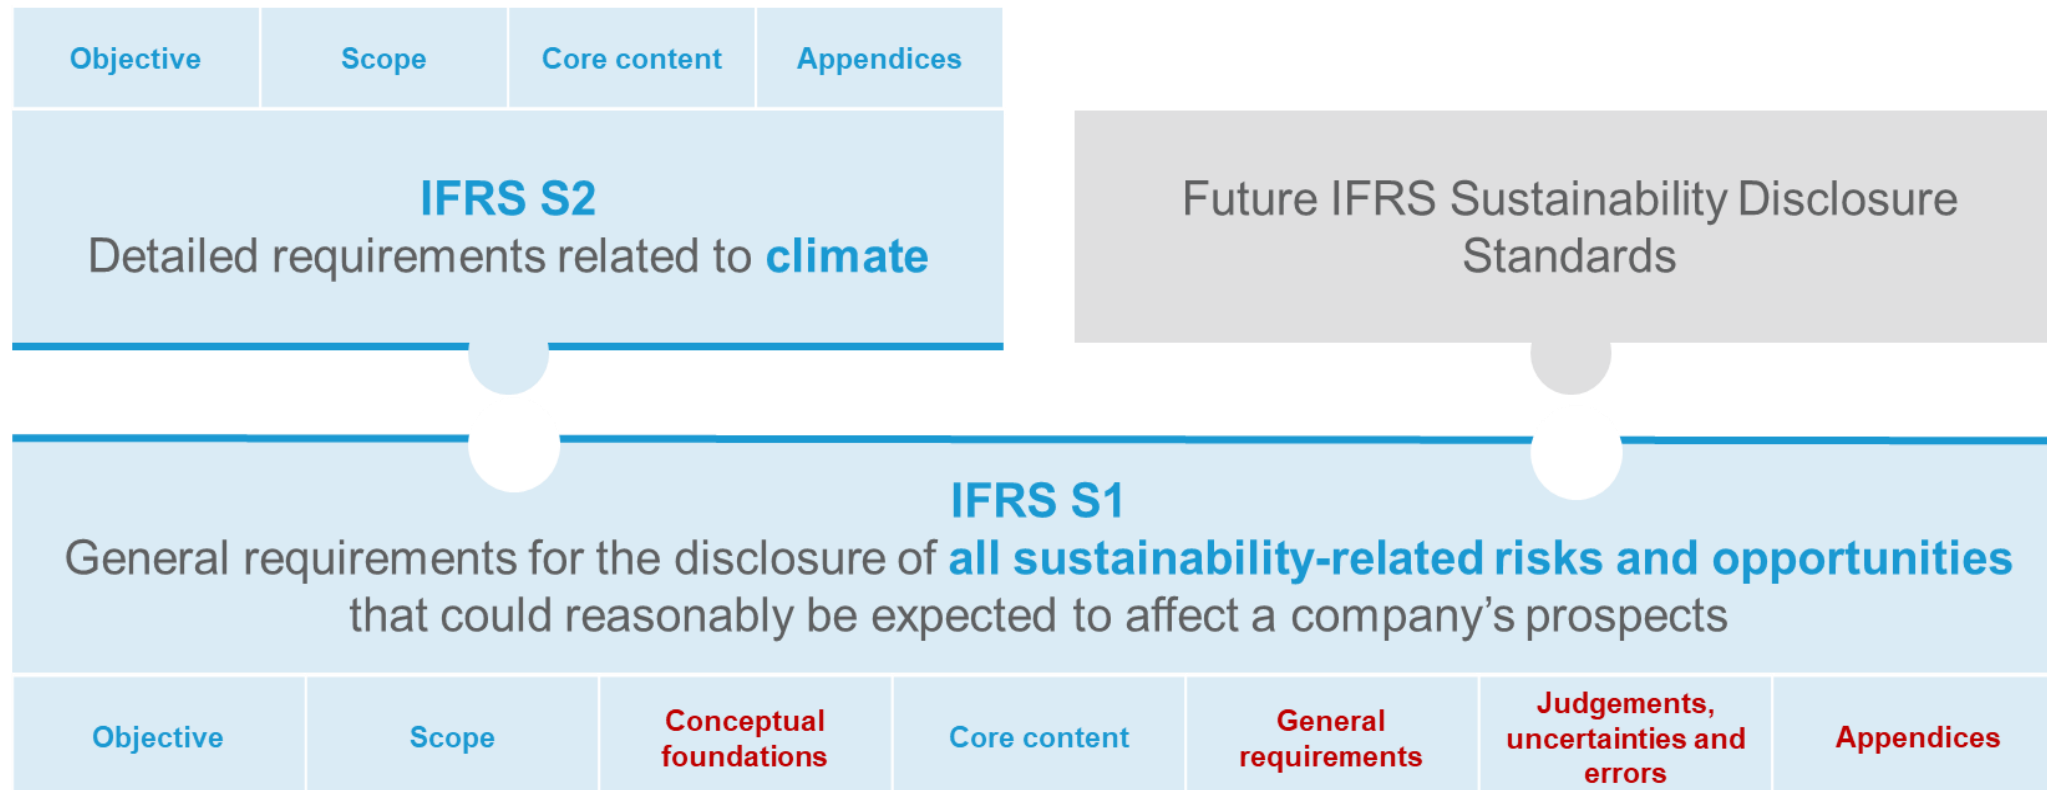 Objective
Scope
Core content
Appendices
IFRS S2
Detailed requirements related to climate
Future IFRS Sustainability Disclosure
Standards
IFRS S1
General requirements for the disclosure of all sustainability-related risks and opportunities
that could reasonably be expected to affect a company’s prospects
Objective
Scope
Conceptual
foundations
Core content
General
requirements
Judgements,
uncertainties and
errors
Appendices